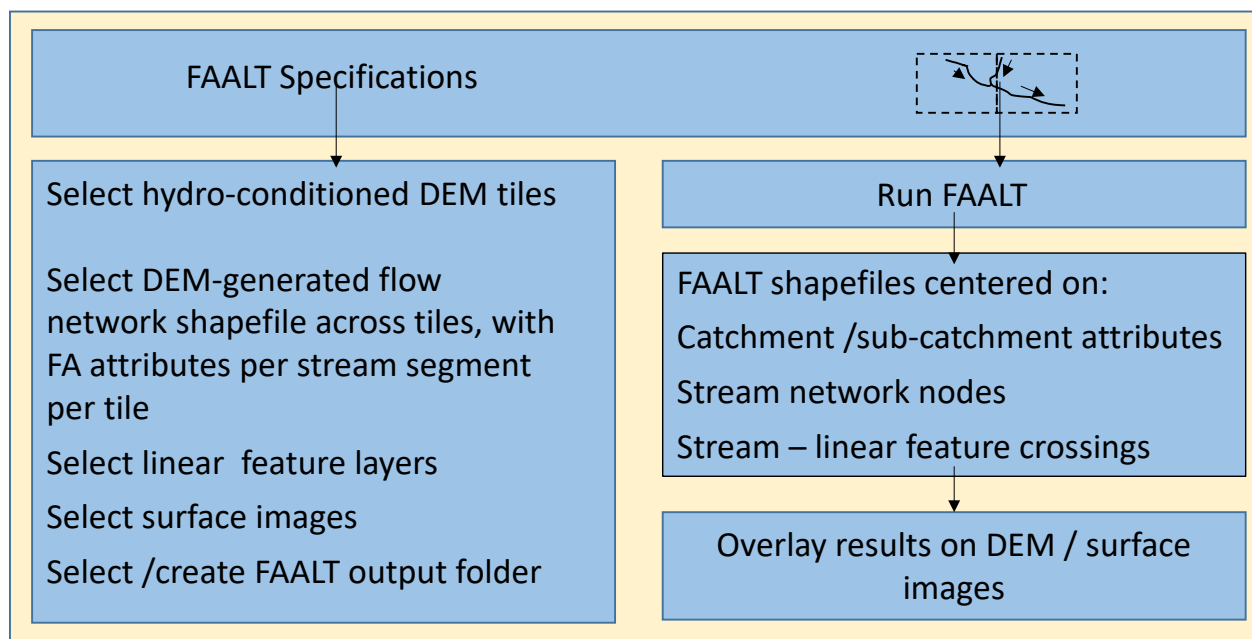 FAALT Specifications
Select hydro-conditioned DEM tiles
Select DEM-generated flow
network shapefile across tiles, with
FA attributes per stream segment
per tile
Select linear  feature layers
Select surface images
Select /create FAALT output folder
Run FAALT
FAALT shapefiles centered on:
Catchment /sub-catchment attributes
Stream network nodes
Stream – linear feature crossings
Overlay results on DEM / surface
images